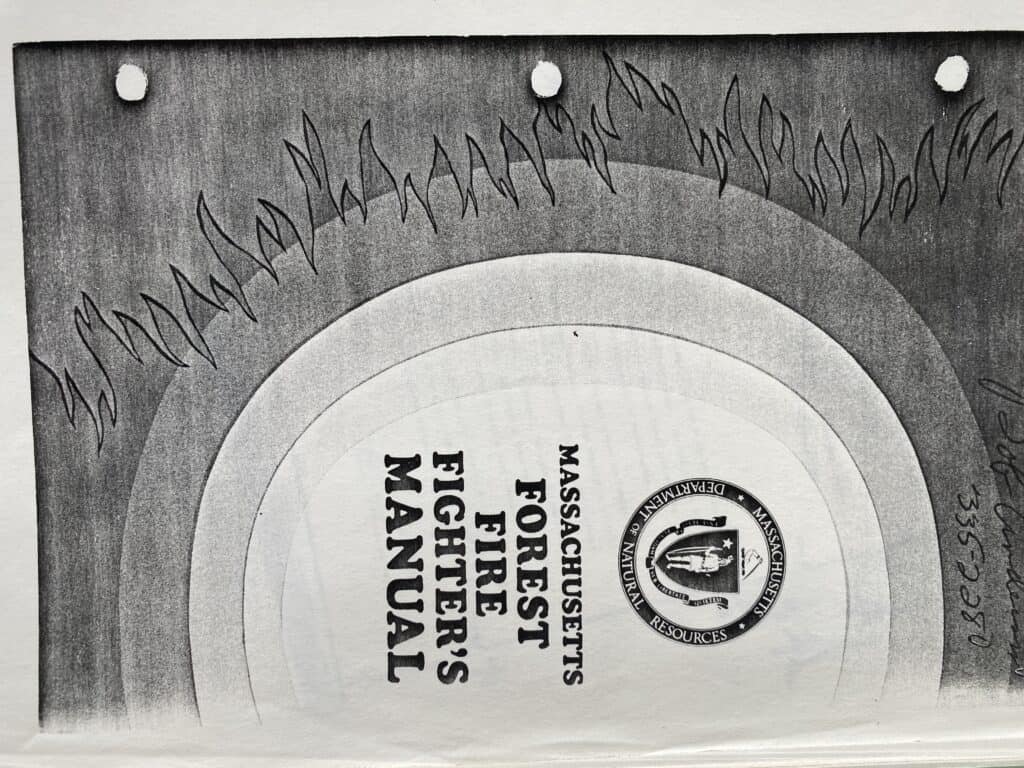 335-2280
MASSACHUSETTS
DEPARTMENT OF NATURAL RESOURCES
MASSACHUSETTS
FOREST
FIRE
FIGHTER'S
MANUAL